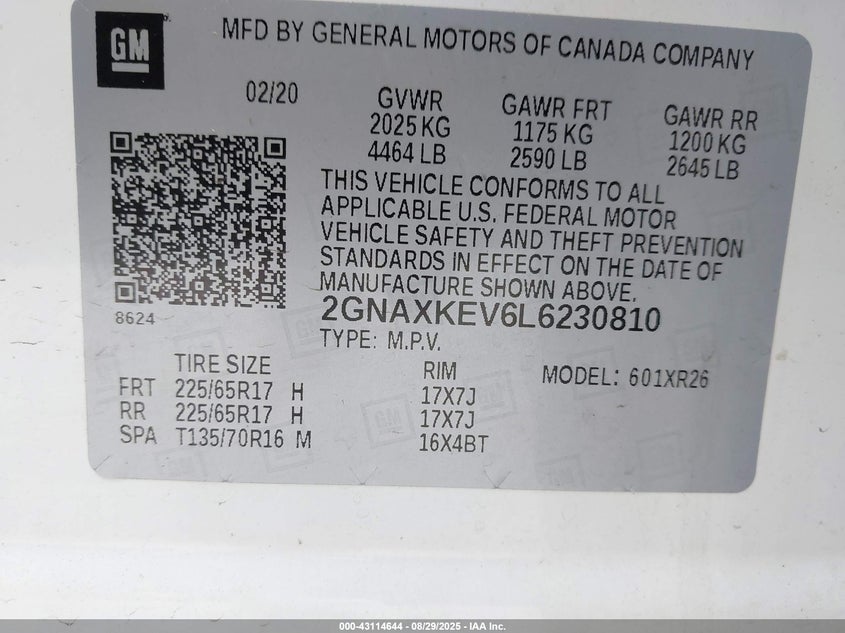 GM
MFD BY GENERAL MOTORS OF CANADA COMPANY
02/20
GVWR GAWR FRT GAWR RR
2025 KG 1175 KG 1200 KG
4464 LB 2590 LB 2645 LB
THIS VEHICLE CONFORMS TO ALL
APPLICABLE U.S. FEDERAL MOTOR
VEHICLE SAFETY AND THEFT PREVENTION
STANDARDS IN EFFECT ON THE DATE OF
MANUFACTURE SHOWN ABOVE.
8624
2GNAXKEV6L6230810
TYPE: M.P.V.
TIRE SIZE RIM MODEL: 601XR26
FRT 225/65R17 H 17X7J
RR 225/65R17 H 17X7J
SPA T135/70R16 M 16X4BT
000-43114644 - 08/29/2025 - IAA Inc.